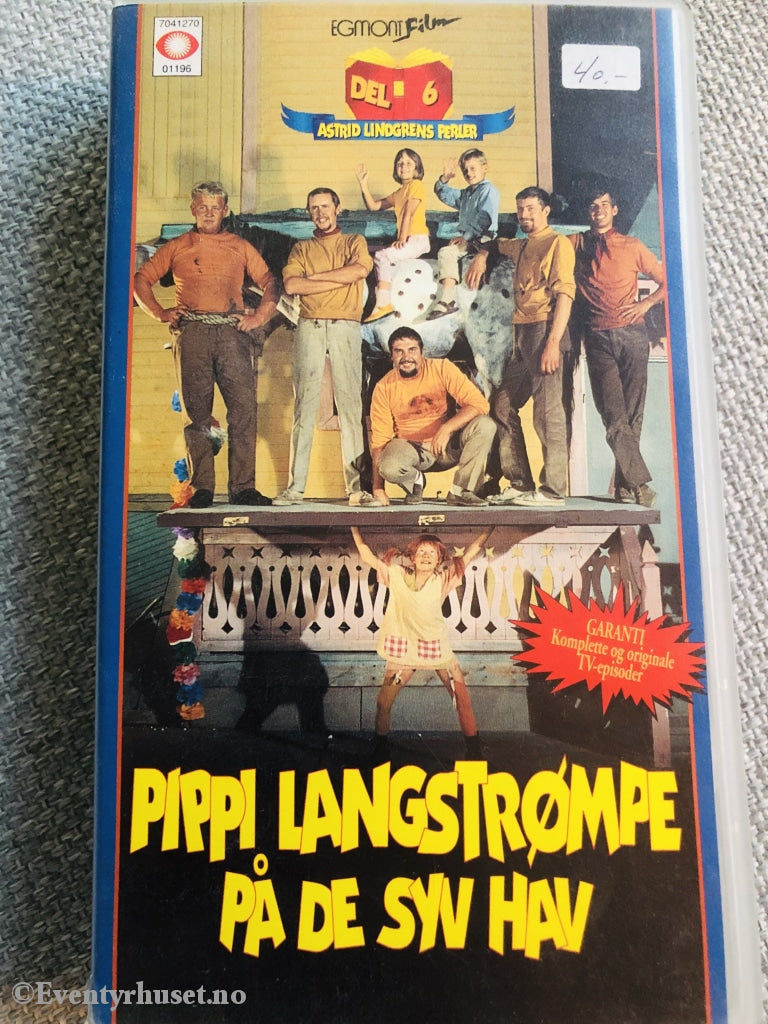 7041270
01196
EGMONT Film
40,-
DEL 6
ASTRID LINDGRENS PERLER
GARANTI
Komplette og originale
TV-episoder
PIPPI LANGSTRØMPE
PÅ DE SYV HAV
©Eventyrhuset.no